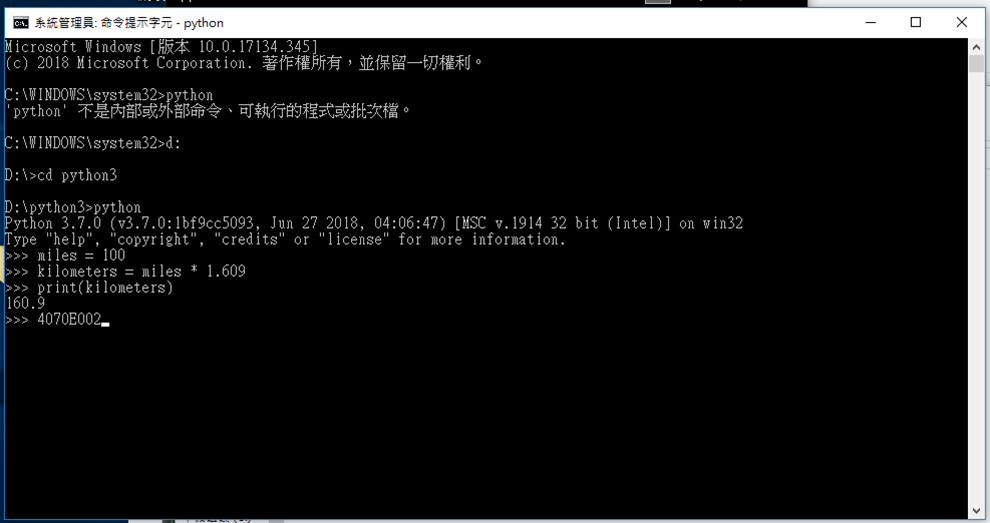 系統管理員: 命令提示字元 - python
Microsoft Windows [版本 10.0.17134.345]
(c) 2018 Microsoft Corporation. 著作權所有，並保留一切權利。
C:\WINDOWS\system32>python
'python' 不是內部或外部命令、可執行的程式或批次檔。
C:\WINDOWS\system32>d:
D:\>cd python3
D:\python3>python
Python 3.7.0 (v3.7.0:1bf9cc5093, Jun 27 2018, 04:06:47) [MSC v.1914 32 bit (Intel)] on win32
Type "help", "copyright", "credits" or "license" for more information.
>>> miles = 100
>>> kilometers = miles * 1.609
>>> print(kilometers)
160.9
>>> 4070E002